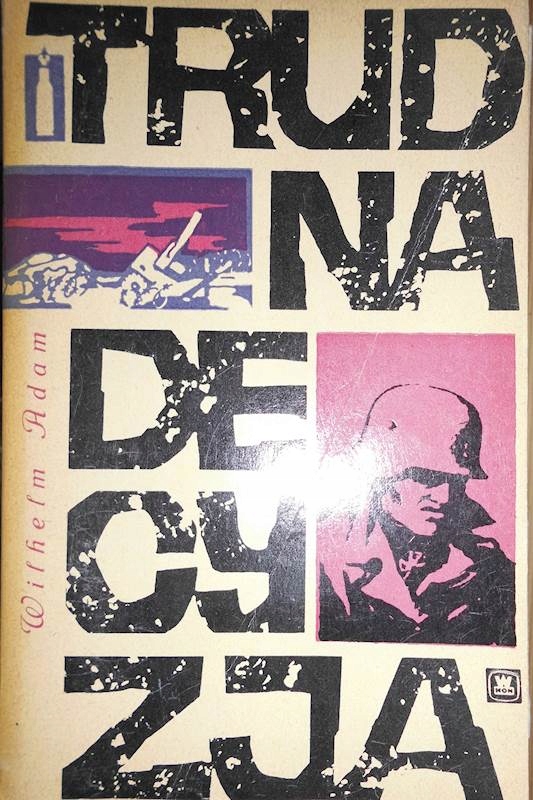 TRUD
NA
DE
CY
ZJA
Wilhelm Adam
W
MON